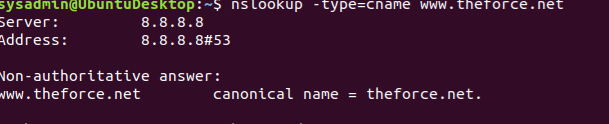 sysadmin@UbuntuDesktop:~$ nslookup -type=cname www.theforce.net
Server: 8.8.8.8
Address: 8.8.8.8#53
Non-authoritative answer:
www.theforce.net canonical name = theforce.net.